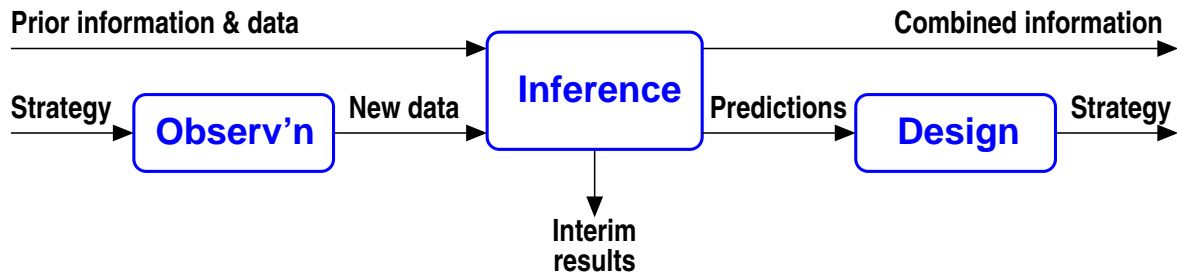 Prior information & data
Combined information
Strategy
Observ'n
New data
Inference
Predictions
Design
Strategy
Interim
results